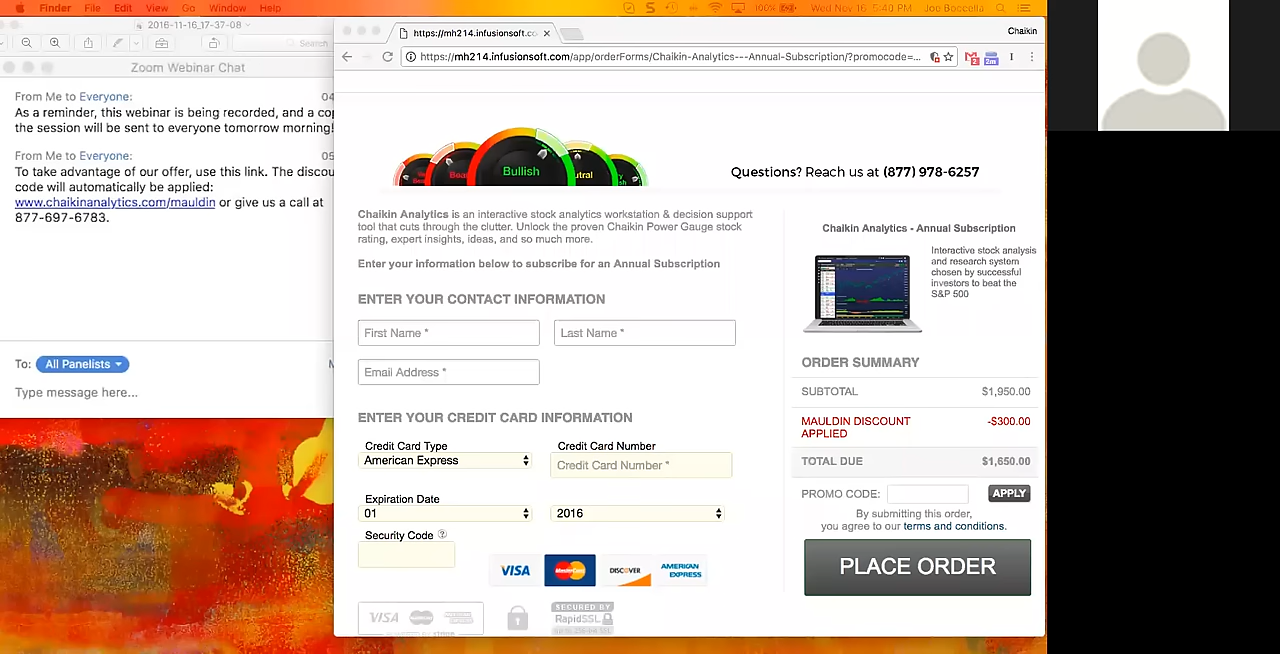 Finder File Edit View Go Window Help
100% Wed Nov 16 5:40 PM Joe Boccella
2016-11-16_17-37-08
Search
Zoom Webinar Chat
From Me to Everyone: 04
As a reminder, this webinar is being recorded, and a cop
the session will be sent to everyone tomorrow morning!
From Me to Everyone: 05
To take advantage of our offer, use this link. The discou
code will automatically be applied:
www.chaikinanalytics.com/mauldin or give us a call at
877-697-6783.
To: All Panelists
Type message here...
https://mh214.infusionsoft.co
Chaikin
https://mh214.infusionsoft.com/app/orderForms/Chaikin-Analytics---Annual-Subscription/?promocode=...
Bullish
Questions? Reach us at (877) 978-6257
Chaikin Analytics is an interactive stock analytics workstation & decision support
tool that cuts through the clutter. Unlock the proven Chaikin Power Gauge stock
rating, expert insights, ideas, and so much more.
Enter your information below to subscribe for an Annual Subscription
ENTER YOUR CONTACT INFORMATION
First Name * Last Name *
Email Address *
ENTER YOUR CREDIT CARD INFORMATION
Credit Card Type Credit Card Number
American Express Credit Card Number *
Expiration Date
01 2016
Security Code ?
VISA MasterCard DISCOVER AMERICAN EXPRESS
VISA
SECURED BY
RapidSSL
Chaikin Analytics - Annual Subscription
Interactive stock analysis
and research system
chosen by successful
investors to beat the
S&P 500
ORDER SUMMARY
SUBTOTAL $1,950.00
MAULDIN DISCOUNT -$300.00
APPLIED
TOTAL DUE $1,650.00
PROMO CODE: APPLY
By submitting this order,
you agree to our terms and conditions.
PLACE ORDER